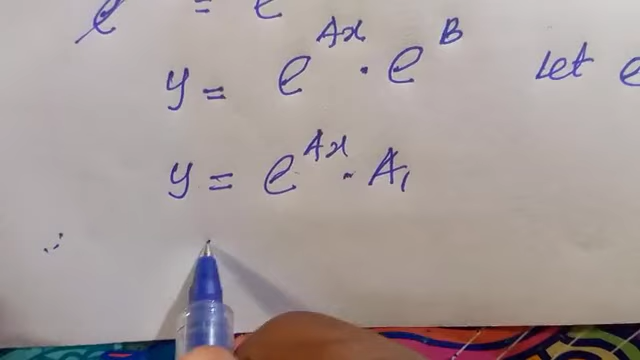 e = e
y = e^{Ax} · e^{B} Let e
y = e^{Ax} · A₁
∴